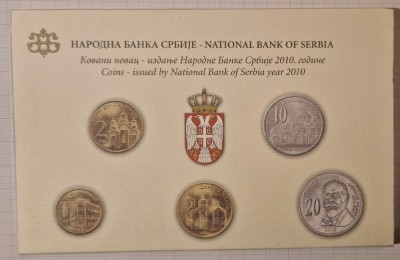 НАРОДНА БАНКА СРБИЈЕ - NATIONAL BANK OF SERBIA
Ковани новац - издање Народне Банке Србије 2010. године
Coins - issued by National Bank of Serbia year 2010
2
10
20